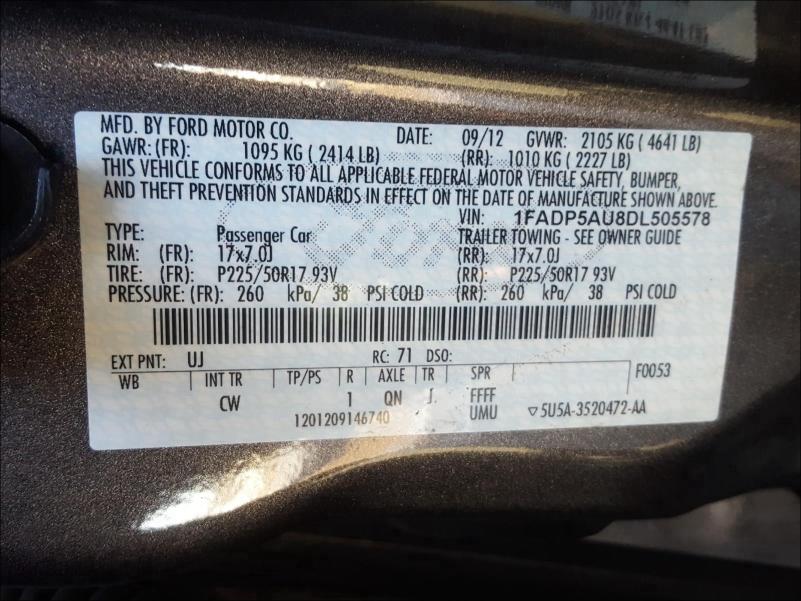 MFD. BY FORD MOTOR CO. DATE: 09/12 GVWR: 2105 KG ( 4641 LB)
GAWR: (FR): 1095 KG ( 2414 LB) (RR): 1010 KG ( 2227 LB)
THIS VEHICLE CONFORMS TO ALL APPLICABLE FEDERAL MOTOR VEHICLE SAFETY, BUMPER,
AND THEFT PREVENTION STANDARDS IN EFFECT ON THE DATE OF MANUFACTURE SHOWN ABOVE.
VIN: 1FADP5AU8DL505578
TYPE: Passenger Car TRAILER TOWING - SEE OWNER GUIDE
RIM: (FR): 17x7.0J (RR): 17x7.0J
TIRE: (FR): P225/50R17 93V (RR): P225/50R17 93V
PRESSURE: (FR): 260 kPa/ 38 PSI COLD (RR): 260 kPa/ 38 PSI COLD
EXT PNT: UJ RC: 71 DSO:
WB INT TR TP/PS R AXLE TR SPR F0053
CW 1 QN J. FFFF
1201209146740 UMU ▽5U5A-3520472-AA